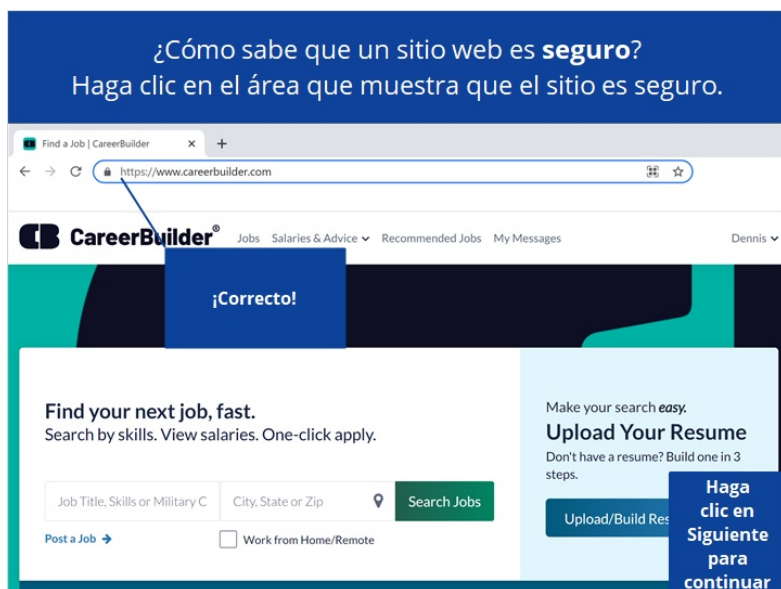 ¿Cómo sabe que un sitio web es seguro?
Haga clic en el área que muestra que el sitio es seguro.
Find a Job | CareerBuilder
https://www.careerbuilder.com
CB CareerBuilder®
Jobs Salaries & Advice Recommended Jobs My Messages Dennis
¡Correcto!
Find your next job, fast.
Search by skills. View salaries. One-click apply.
Job Title, Skills or Military C City, State or Zip Search Jobs
Post a Job Work from Home/Remote
Make your search easy.
Upload Your Resume
Don't have a resume? Build one in 3
steps.
Upload/Build Res
Haga
clic en
Siguiente
para
continuar